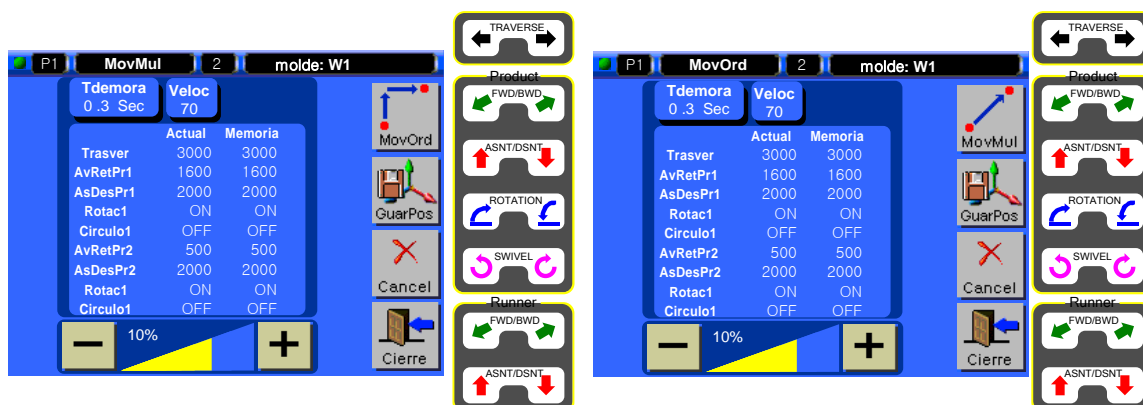 P1 MovMul 2 molde: W1
Tdemora Veloc
0 .3 Sec 70
Actual Memoria
Trasver 3000 3000
AvRetPr1 1600 1600
AsDesPr1 2000 2000
Rotac1 ON ON
Circulo1 OFF OFF
AvRetPr2 500 500
AsDesPr2 2000 2000
Rotac1 ON ON
Circulo1 OFF OFF
10%
MovOrd
GuarPos
Cancel
Cierre
TRAVERSE
Product
FWD/BWD
ASNT/DSNT
ROTATION
SWIVEL
Runner
FWD/BWD
ASNT/DSNT
P1 MovOrd 2 molde: W1
Tdemora Veloc
0 .3 Sec 70
Actual Memoria
Trasver 3000 3000
AvRetPr1 1600 1600
AsDesPr1 2000 2000
Rotac1 ON ON
Circulo1 OFF OFF
AvRetPr2 500 500
AsDesPr2 2000 2000
Rotac1 ON ON
Circulo1 OFF OFF
10%
MovMul
GuarPos
Cancel
Cierre
TRAVERSE
Product
FWD/BWD
ASNT/DSNT
ROTATION
SWIVEL
Runner
FWD/BWD
ASNT/DSNT